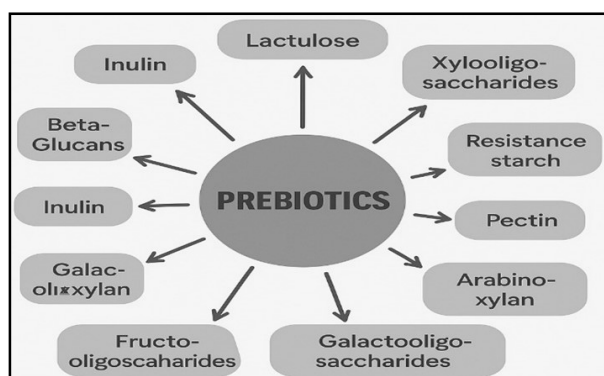 Lactulose
Inulin
Xylooligo-
saccharides
Beta-
Glucans
Resistance
starch
PREBIOTICS
Inulin
Pectin
Galac-
Arabino-
xylan
Fructo-
oligoscaharides
Galactooligo-
saccharides